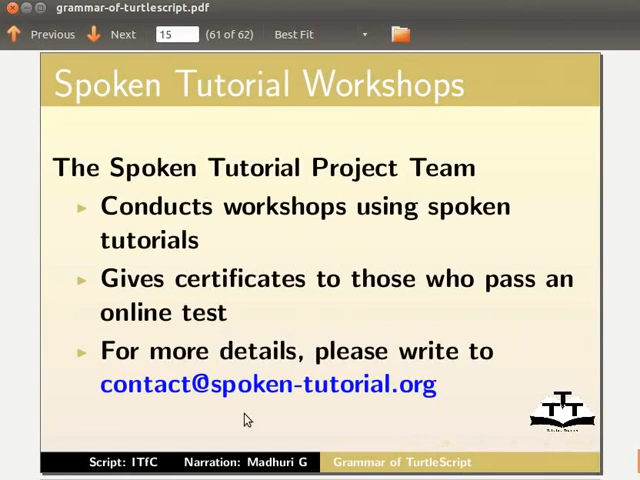 grammar-of-turtlescript.pdf
Previous Next 15 (61 of 62) Best Fit
Spoken Tutorial Workshops
The Spoken Tutorial Project Team
Conducts workshops using spoken
tutorials
Gives certificates to those who pass an
online test
For more details, please write to
contact@spoken-tutorial.org
Script: ITfC Narration: Madhuri G Grammar of TurtleScript